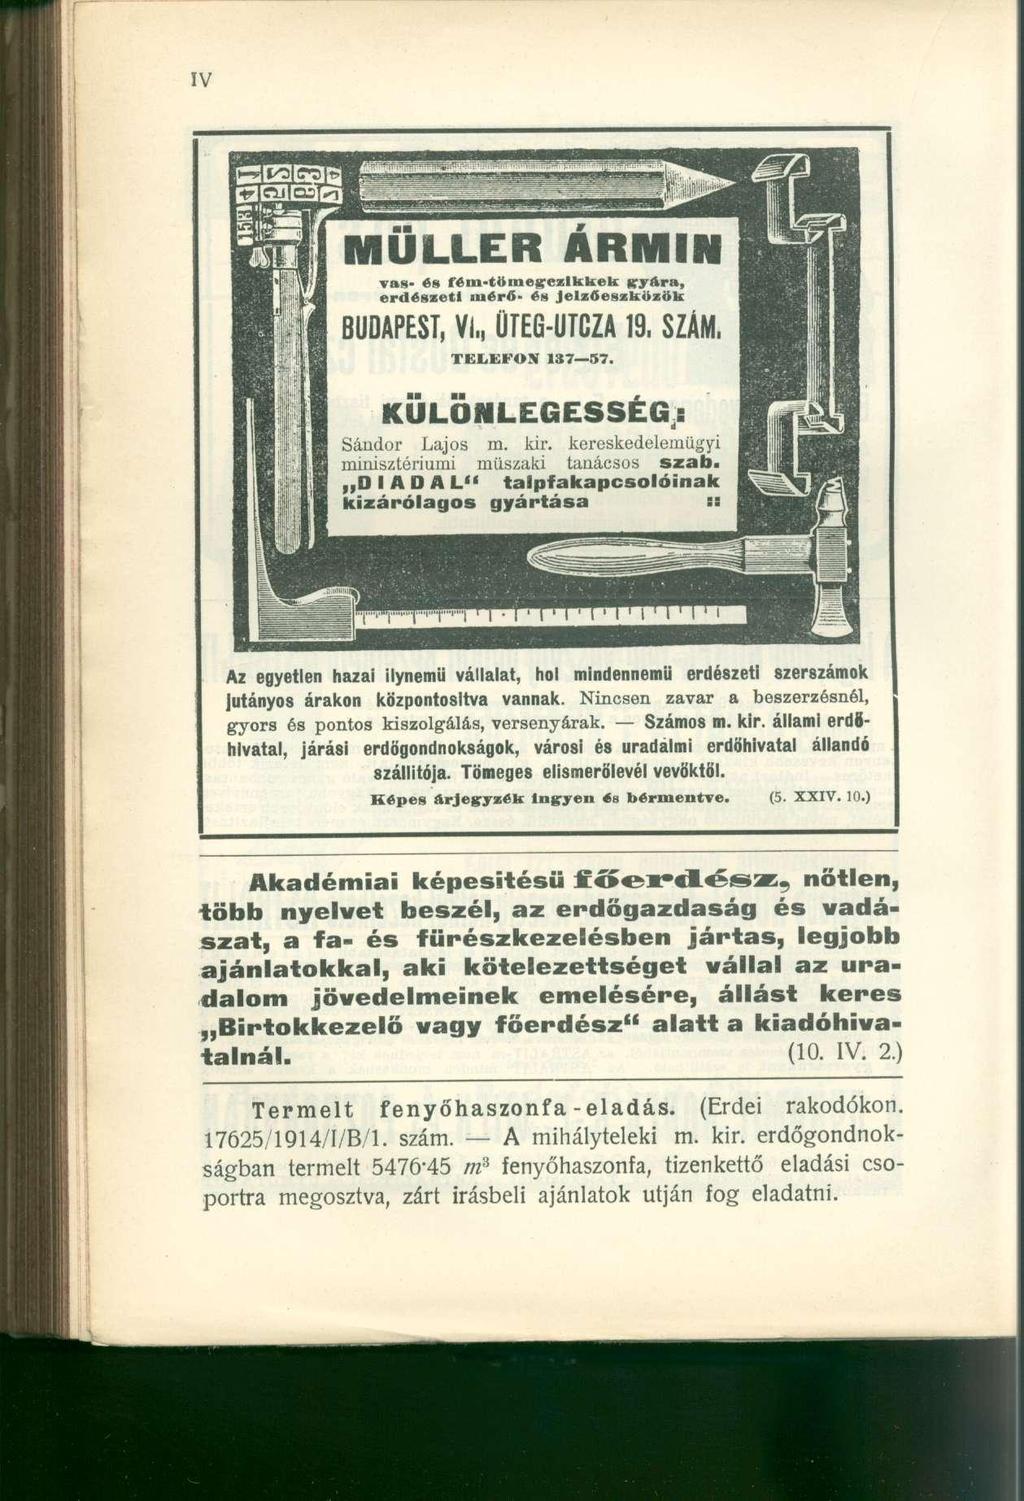 IV
MÜLLER ÁRMIN
vas- és fém-tömegczikkek gyára,
erdészeti mérő- és jelzőeszközök
BUDAPEST, VI., ÜTEG-UTCZA 19. SZÁM.
TELEFON 137—57.
KÜLÖNLEGESSÉG:
Sándor Lajos m. kir. kereskedelemügyi
minisztériumi müszaki tanácsos szab.
„DIADAL“ talpfakapcsolóinak
kizárólagos gyártása ::
Az egyetlen hazai ilynemü vállalat, hol mindennemü erdészeti szerszámok
jutányos árakon központositva vannak. Nincsen zavar a beszerzésnél,
gyors és pontos kiszolgálás, versenyárak. — Számos m. kir. állami erdő-
hivatal, járási erdőgondnokságok, városi és uradalmi erdőhivatal állandó
szállitója. Tömeges elismerőlevél vevőktől.
Képes árjegyzék ingyen és bérmentve. (5. XXIV. 10.)
Akadémiai képesitésü főerdész, nőtlen,
több nyelvet beszél, az erdőgazdaság és vadá-
szat, a fa- és fürészkezelésben jártas, legjobb
ajánlatokkal, aki kötelezettséget vállal az ura-
dalom jövedelmeinek emelésére, állást keres
„Birtokkezelő vagy főerdész“ alatt a kiadóhiva-
talnál. (10. IV. 2.)
Termelt fenyőhaszonfa-eladás. (Erdei rakodókon.
17625/1914/I/B/1. szám. — A mihályteleki m. kir. erdőgondnok-
ságban termelt 5476·45 m³ fenyőhaszonfa, tizenkettő eladási cso-
portra megosztva, zárt irásbeli ajánlatok utján fog eladatni.